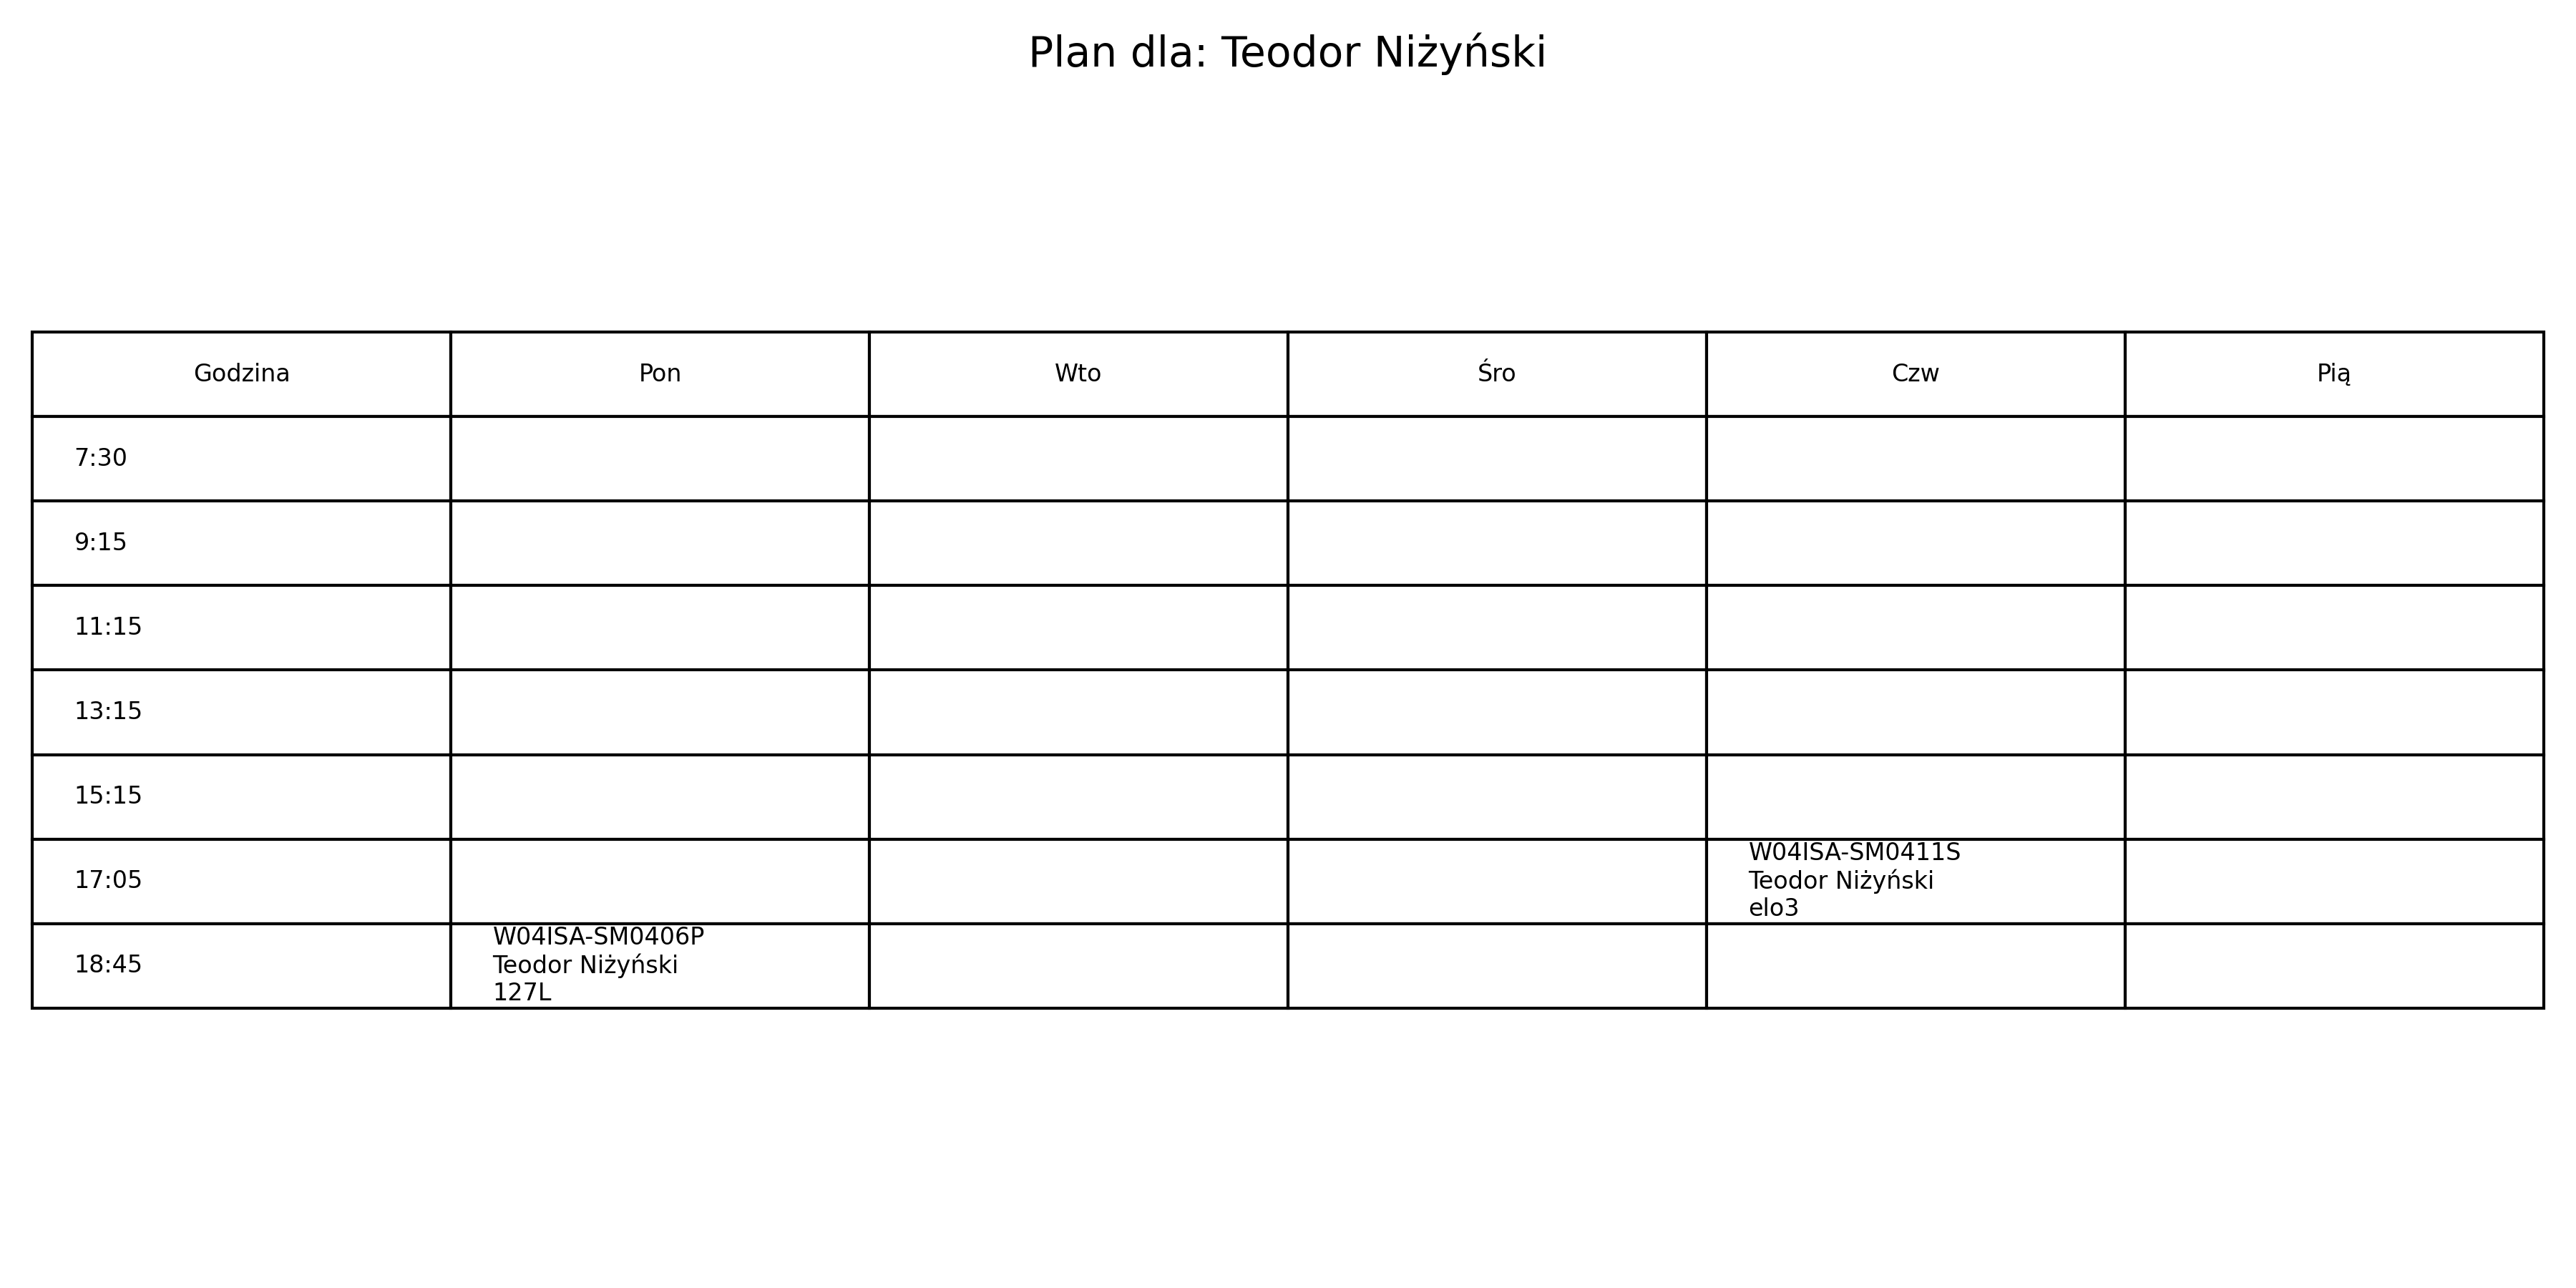 Plan dla: Teodor Niżyński
Godzina Pon Wto Śro Czw Pią
7:30
9:15
11:15
13:15
15:15
17:05 W04ISA-SM0411S
Teodor Niżyński
elo3
18:45 W04ISA-SM0406P
Teodor Niżyński
127L